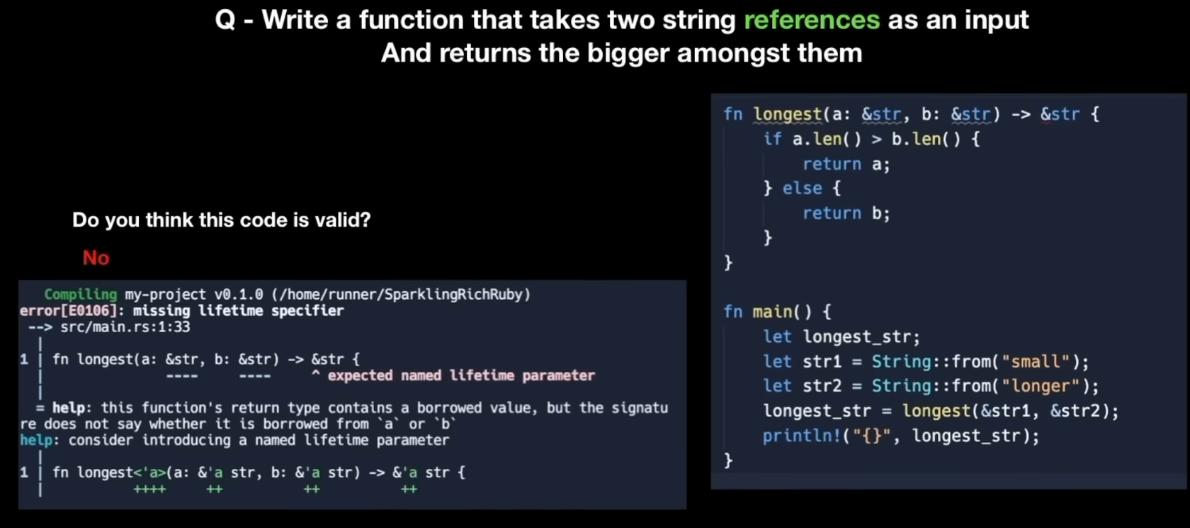 Q - Write a function that takes two string references as an input
And returns the bigger amongst them
Do you think this code is valid?
No
Compiling my-project v0.1.0 (/home/runner/SparklingRichRuby)
error[E0106]: missing lifetime specifier
--> src/main.rs:1:33
|
1 | fn longest(a: &str, b: &str) -> &str {
|               ----     ----     ^ expected named lifetime parameter
|
= help: this function's return type contains a borrowed value, but the signatu
re does not say whether it is borrowed from `a` or `b`
help: consider introducing a named lifetime parameter
|
1 | fn longest<'a>(a: &'a str, b: &'a str) -> &'a str {
|           ++++     ++          ++          ++
fn longest(a: &str, b: &str) -> &str {
if a.len() > b.len() {
return a;
} else {
return b;
}
}
fn main() {
let longest_str;
let str1 = String::from("small");
let str2 = String::from("longer");
longest_str = longest(&str1, &str2);
println!("{}", longest_str);
}